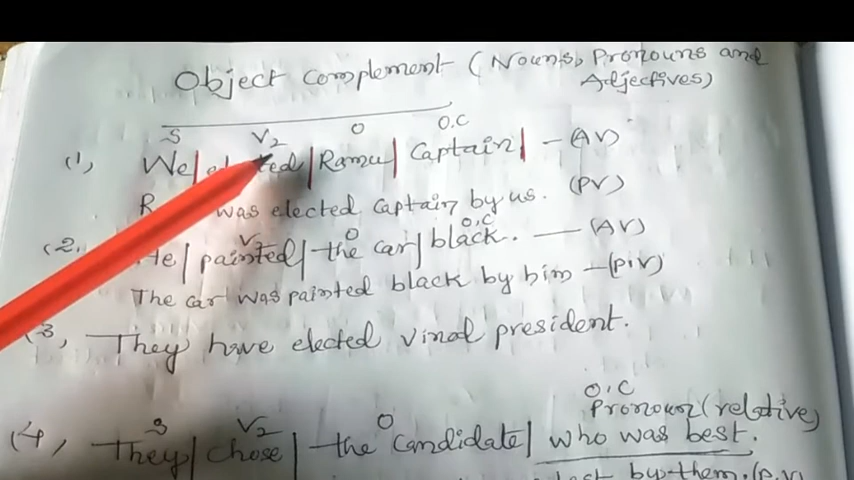 Object Complement (Nouns, Pronouns and
Adjectives)
S V2 O O.C
(1) We| elected |Ramu| Captain| - (AV)
was elected Captain by us. (PV)
V O O.C
(2. He| painted| the car| black. — (AV)
The car was painted black by him - (P.V)
(3, They have elected vinod president.
O.C
S V2 O Pronoun (relative)
(4, They| chose| the candidate| who was best.
by them. (P.V)